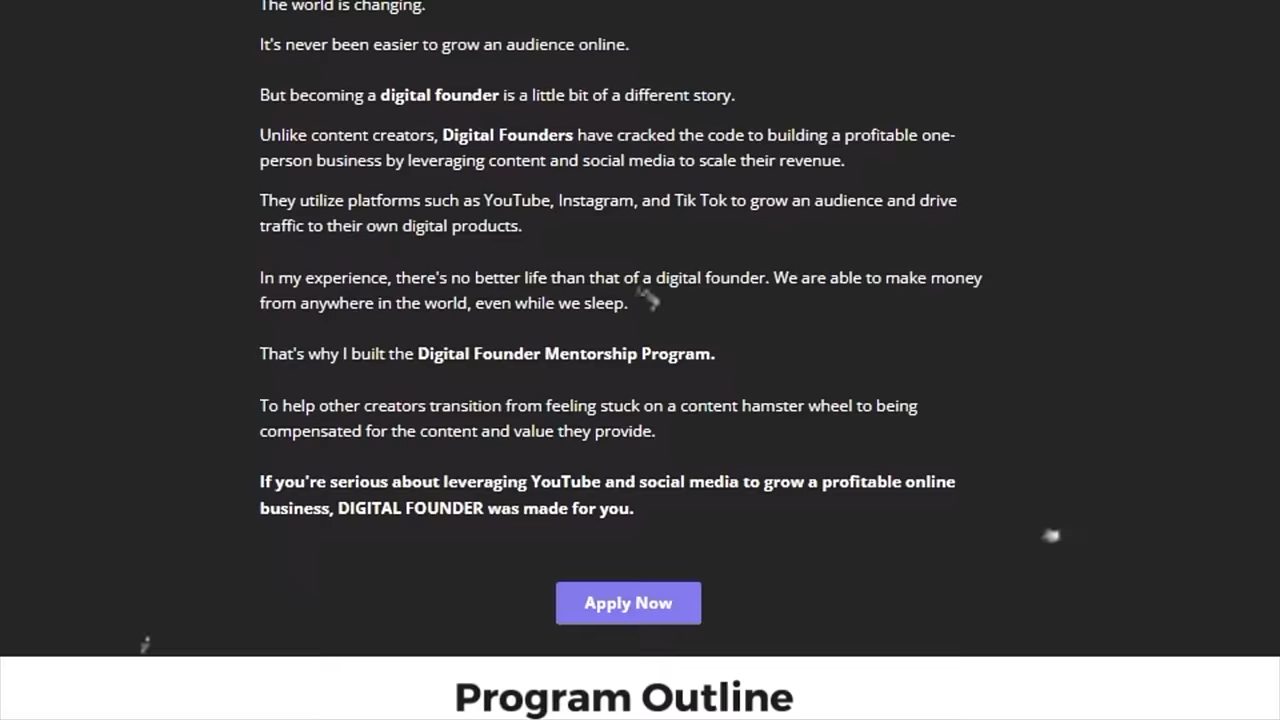 The world is changing.
It's never been easier to grow an audience online.
But becoming a digital founder is a little bit of a different story.
Unlike content creators, Digital Founders have cracked the code to building a profitable one-
person business by leveraging content and social media to scale their revenue.
They utilize platforms such as YouTube, Instagram, and Tik Tok to grow an audience and drive
traffic to their own digital products.
In my experience, there's no better life than that of a digital founder. We are able to make money
from anywhere in the world, even while we sleep.
That's why I built the Digital Founder Mentorship Program.
To help other creators transition from feeling stuck on a content hamster wheel to being
compensated for the content and value they provide.
If you're serious about leveraging YouTube and social media to grow a profitable online
business, DIGITAL FOUNDER was made for you.
Apply Now
Program Outline